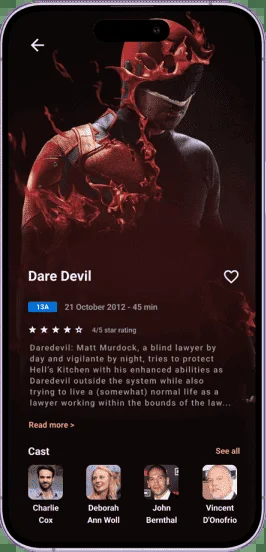 Dare Devil
13A 21 October 2012 - 45 min
4/5 star rating
Daredevil: Matt Murdock, a blind lawyer by
day and vigilante by night, tries to protect
Hell's Kitchen with his enhanced abilities as
Daredevil outside the system while also
trying to live a (somewhat) normal life as a
lawyer working within the bounds of the law...
Read more >
Cast See all
Charlie Deborah John Vincent
Cox Ann Woll Bernthal D'Onofrio